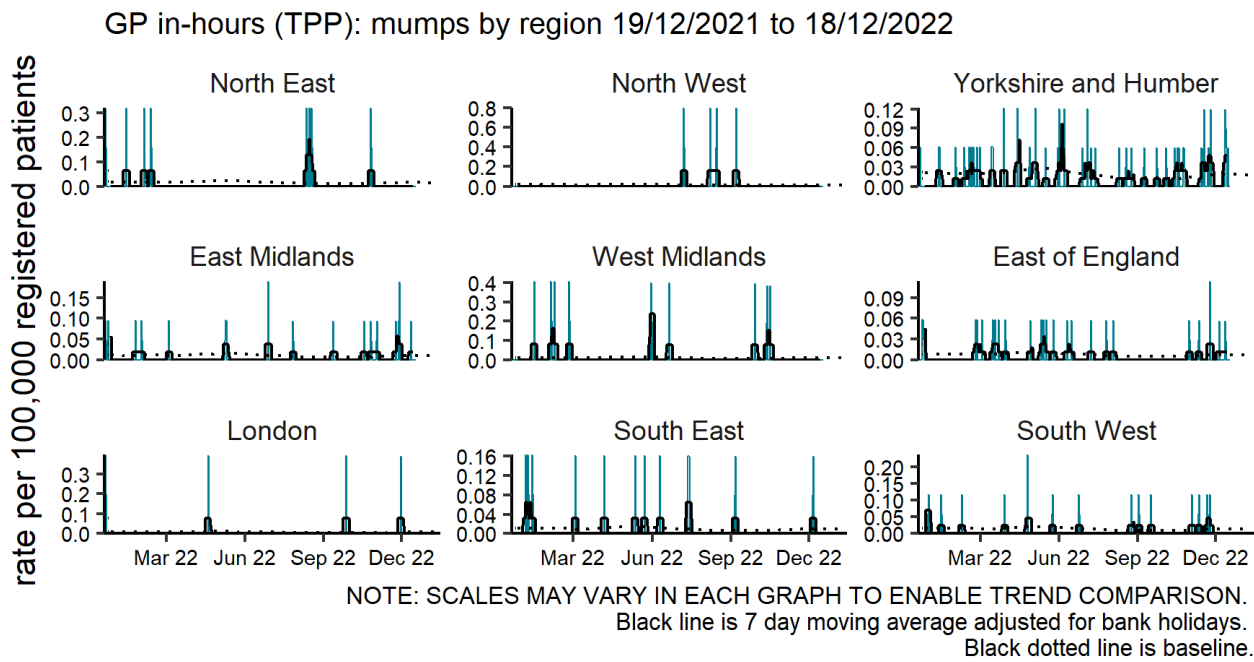 GP in-hours (TPP): mumps by region 19/12/2021 to 18/12/2022
rate per 100,000 registered patients
North East
0.3
0.2
0.1
0.0
North West
0.8
0.6
0.4
0.2
0.0
Yorkshire and Humber
0.12
0.09
0.06
0.03
0.00
East Midlands
0.15
0.10
0.05
0.00
West Midlands
0.4
0.3
0.2
0.1
0.0
East of England
0.09
0.06
0.03
0.00
London
0.3
0.2
0.1
0.0
Mar 22 Jun 22 Sep 22 Dec 22
South East
0.16
0.12
0.08
0.04
0.00
Mar 22 Jun 22 Sep 22 Dec 22
South West
0.20
0.15
0.10
0.05
0.00
Mar 22 Jun 22 Sep 22 Dec 22
NOTE: SCALES MAY VARY IN EACH GRAPH TO ENABLE TREND COMPARISON.
Black line is 7 day moving average adjusted for bank holidays.
Black dotted line is baseline.